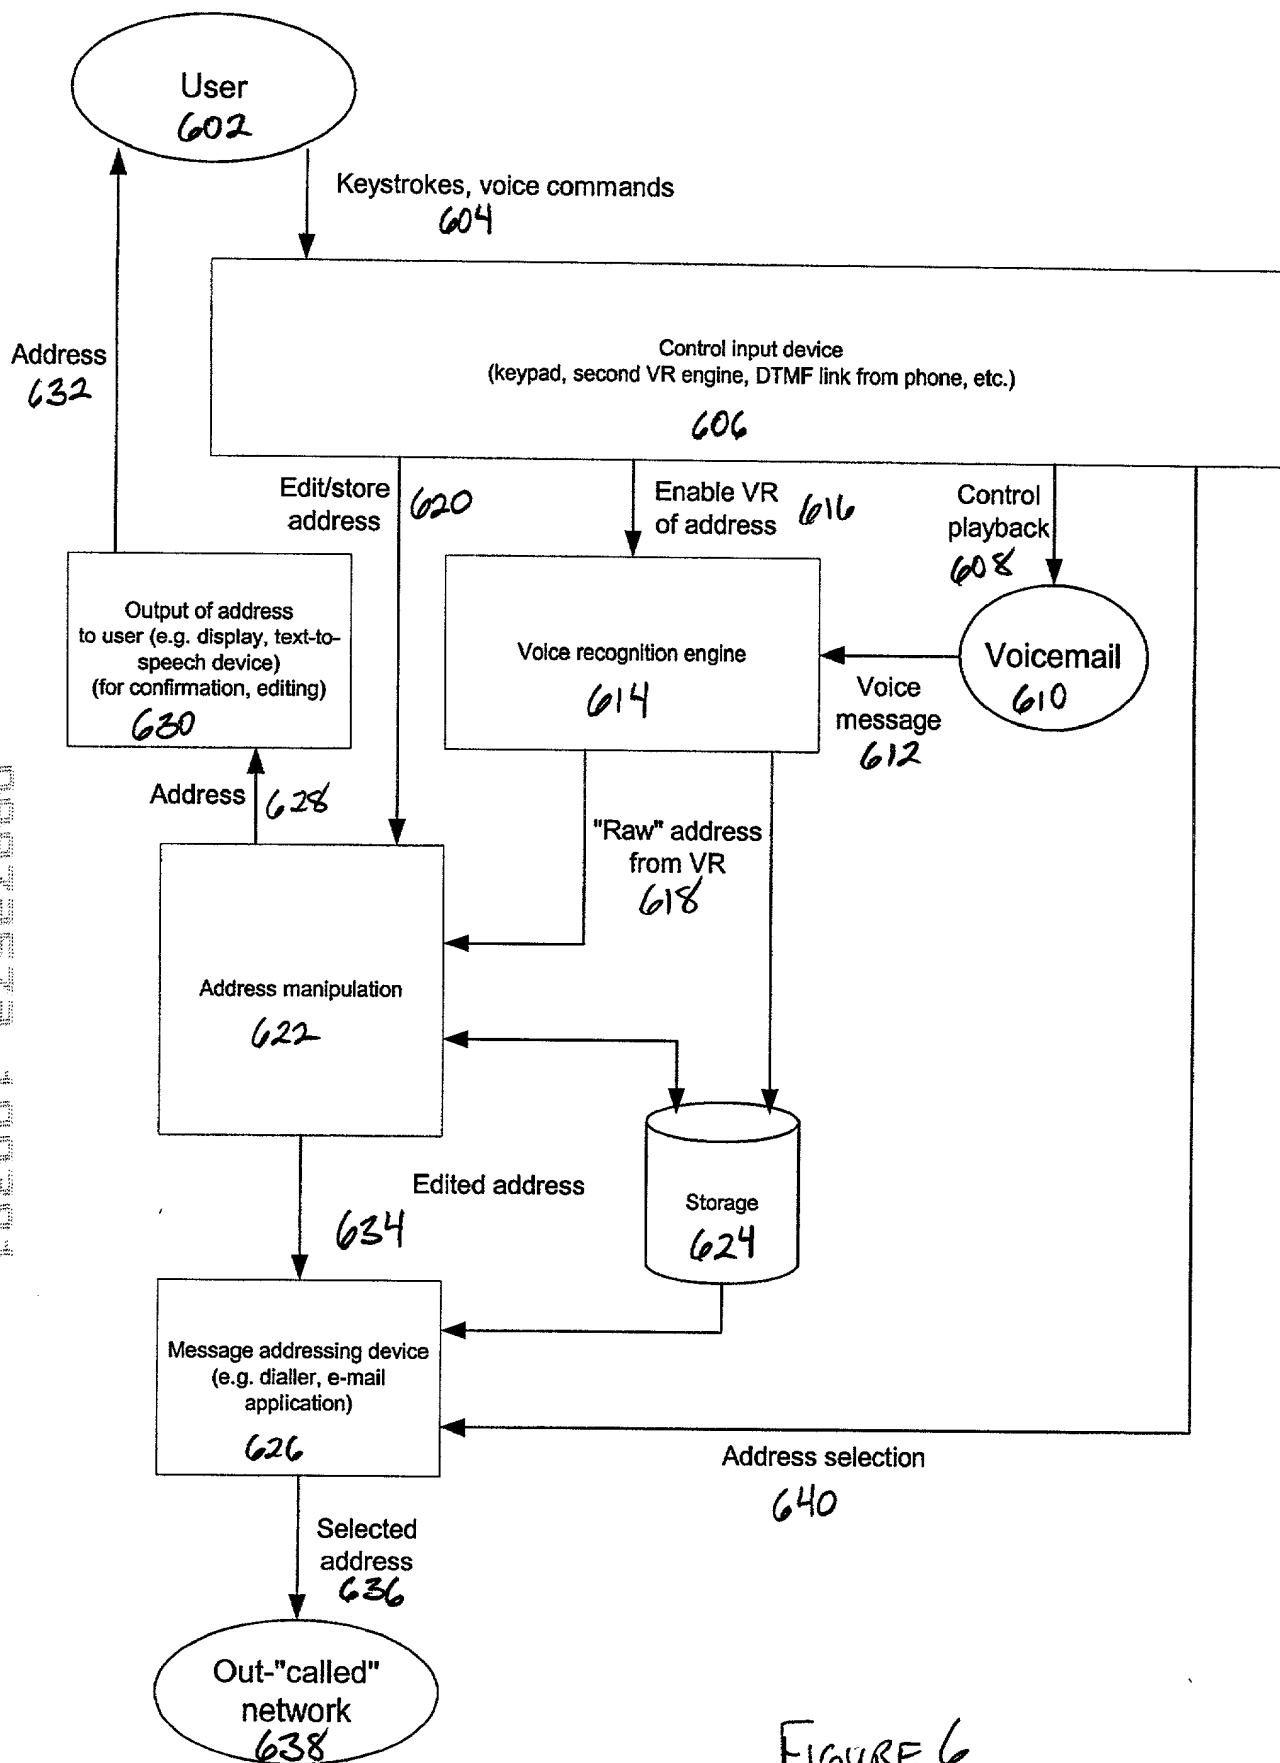 User
602
Keystrokes, voice commands
604
Address
632
Control input device
(keypad, second VR engine, DTMF link from phone, etc.)
606
Edit/store
address
620
Enable VR
of address
616
Control
playback
608
Output of address
to user (e.g. display, text-to-
speech device)
(for confirmation, editing)
630
Voice recognition engine
614
Voicemail
610
Voice
message
612
Address
628
"Raw" address
from VR
618
Address manipulation
622
Edited address
634
Storage
624
Message addressing device
(e.g. dialler, e-mail
application)
626
Address selection
640
Selected
address
636
Out-"called"
network
638
FIGURE 6